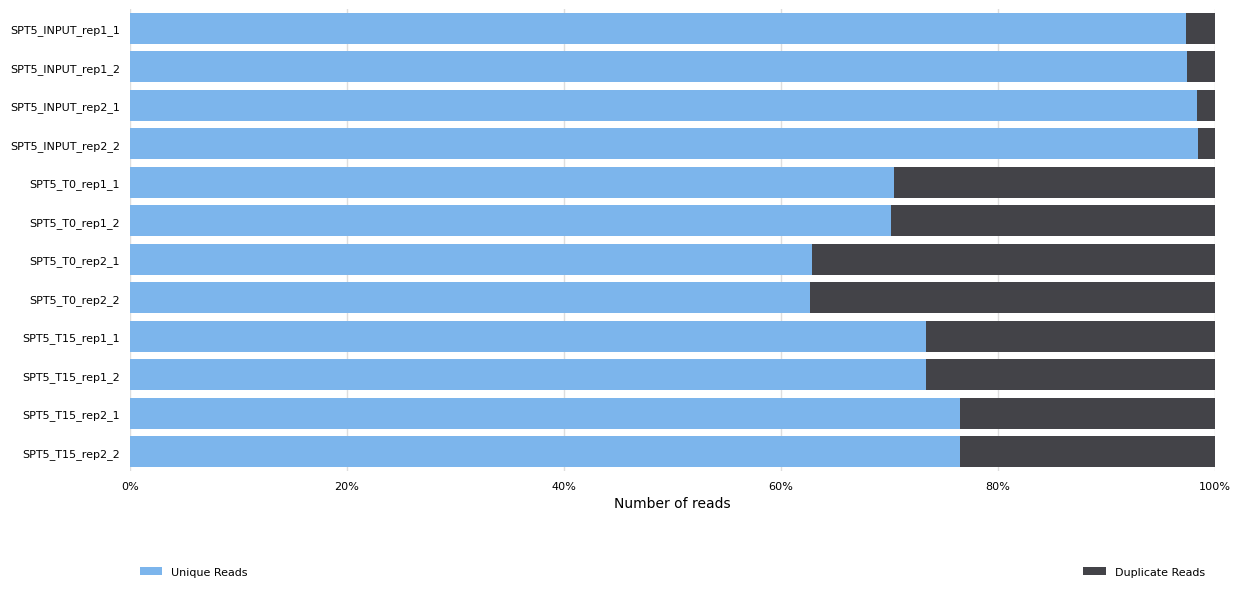 SPT5_INPUT_rep1_1
SPT5_INPUT_rep1_2
SPT5_INPUT_rep2_1
SPT5_INPUT_rep2_2
SPT5_T0_rep1_1
SPT5_T0_rep1_2
SPT5_T0_rep2_1
SPT5_T0_rep2_2
SPT5_T15_rep1_1
SPT5_T15_rep1_2
SPT5_T15_rep2_1
SPT5_T15_rep2_2
0% 20% 40% 60% 80% 100%
Number of reads
Unique Reads Duplicate Reads